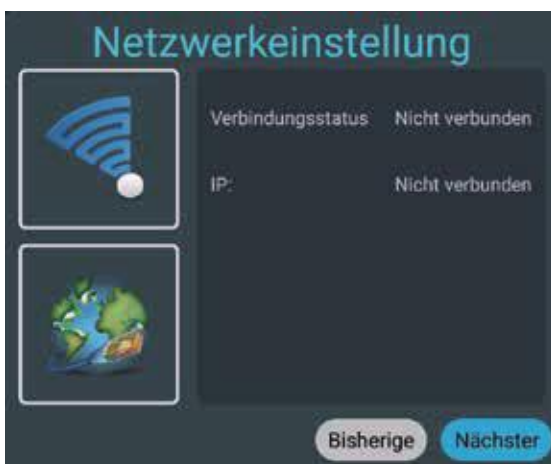 Netzwerkeinstellung
Verbindungsstatus Nicht verbunden
IP: Nicht verbunden
Bisherige Nächster